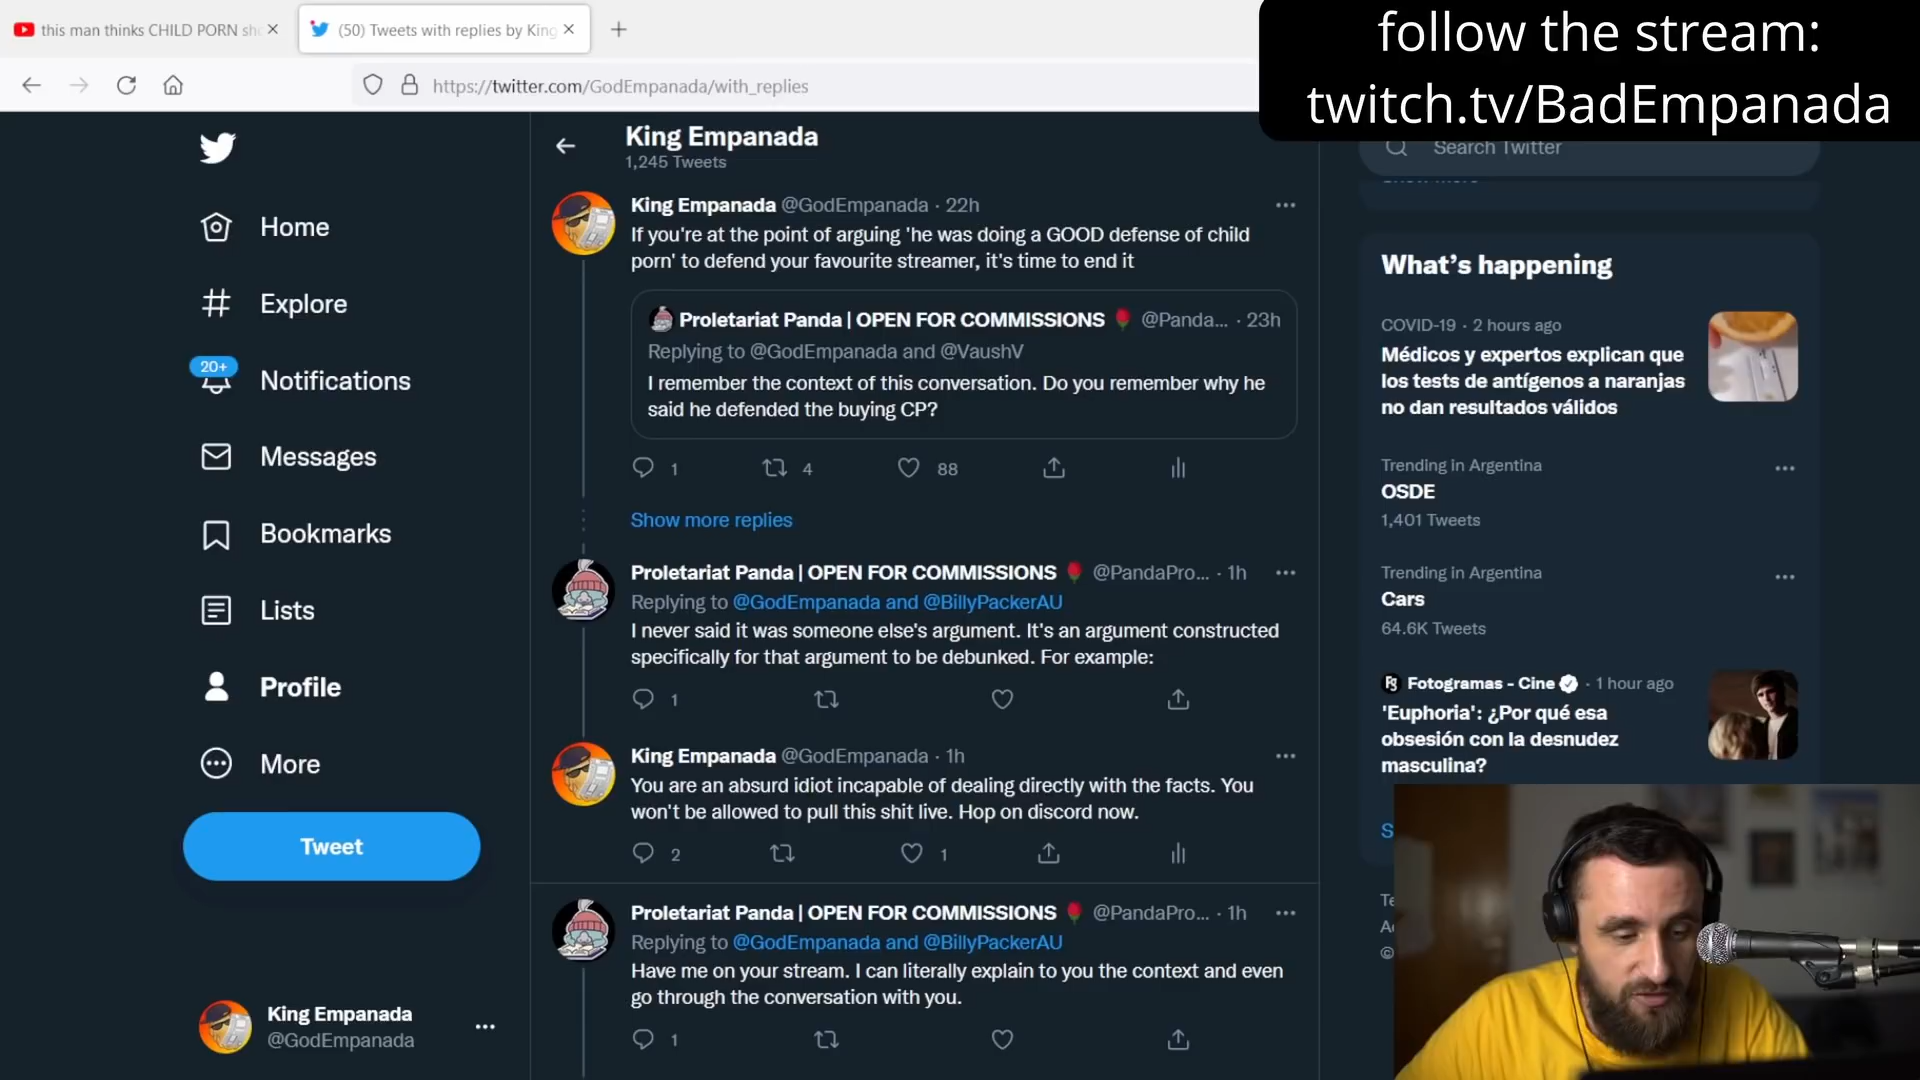 this man thinks CHILD PORN sho
(50) Tweets with replies by King
follow the stream:
twitch.tv/BadEmpanada
https://twitter.com/GodEmpanada/with_replies
King Empanada
1,245 Tweets
Search Twitter
Home
Explore
20+
Notifications
Messages
Bookmarks
Lists
Profile
More
Tweet
King Empanada
@GodEmpanada
King Empanada @GodEmpanada · 22h
If you're at the point of arguing 'he was doing a GOOD defense of child
porn' to defend your favourite streamer, it's time to end it
Proletariat Panda | OPEN FOR COMMISSIONS 🌹 @Panda... · 23h
Replying to @GodEmpanada and @VaushV
I remember the context of this conversation. Do you remember why he
said he defended the buying CP?
1 4 88
Show more replies
Proletariat Panda | OPEN FOR COMMISSIONS 🌹 @PandaPro... · 1h
Replying to @GodEmpanada and @BillyPackerAU
I never said it was someone else's argument. It's an argument constructed
specifically for that argument to be debunked. For example:
1
King Empanada @GodEmpanada · 1h
You are an absurd idiot incapable of dealing directly with the facts. You
won't be allowed to pull this shit live. Hop on discord now.
2 1
Proletariat Panda | OPEN FOR COMMISSIONS 🌹 @PandaPro... · 1h
Replying to @GodEmpanada and @BillyPackerAU
Have me on your stream. I can literally explain to you the context and even
go through the conversation with you.
1
What's happening
COVID-19 · 2 hours ago
Médicos y expertos explican que
los tests de antígenos a naranjas
no dan resultados válidos
Trending in Argentina
OSDE
1,401 Tweets
Trending in Argentina
Cars
64.6K Tweets
Fotogramas - Cine · 1 hour ago
'Euphoria': ¿Por qué esa
obsesión con la desnudez
masculina?
S
Te
©